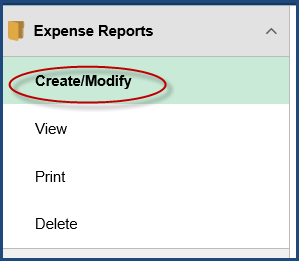 Expense Reports
Create/Modify
View
Print
Delete